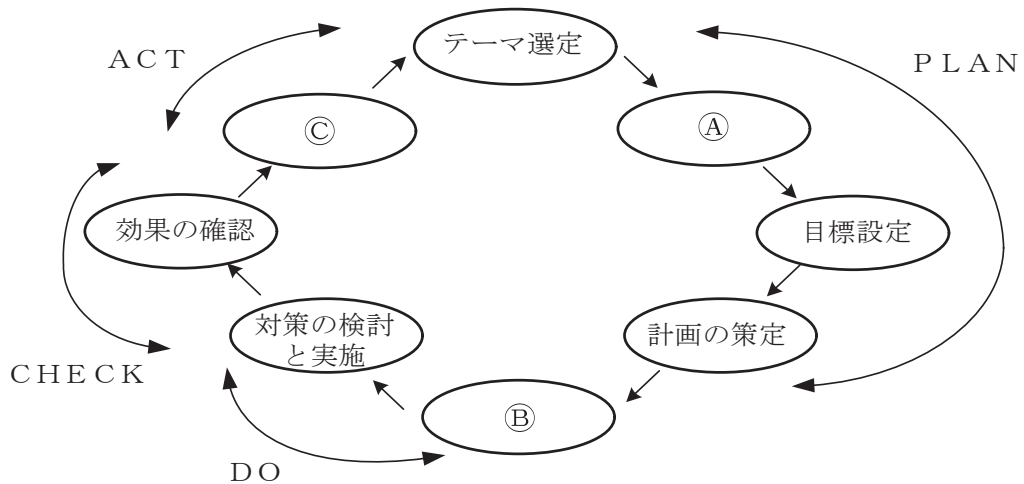 テーマ選定
ＡＣＴ
ＰＬＡＮ
Ⓒ
Ⓐ
効果の確認
目標設定
対策の検討
と実施
計画の策定
ＣＨＥＣＫ
Ⓑ
ＤＯ